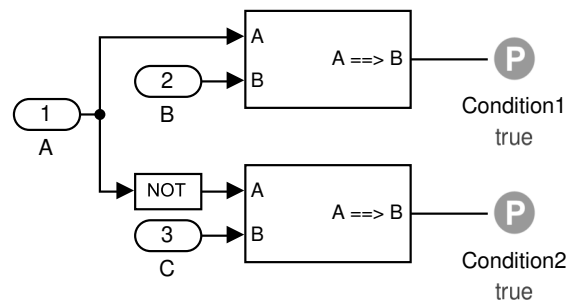 A
A ==> B
P
2
B
B
Condition1
true
1
A
NOT
A
A ==> B
P
3
B
C
Condition2
true